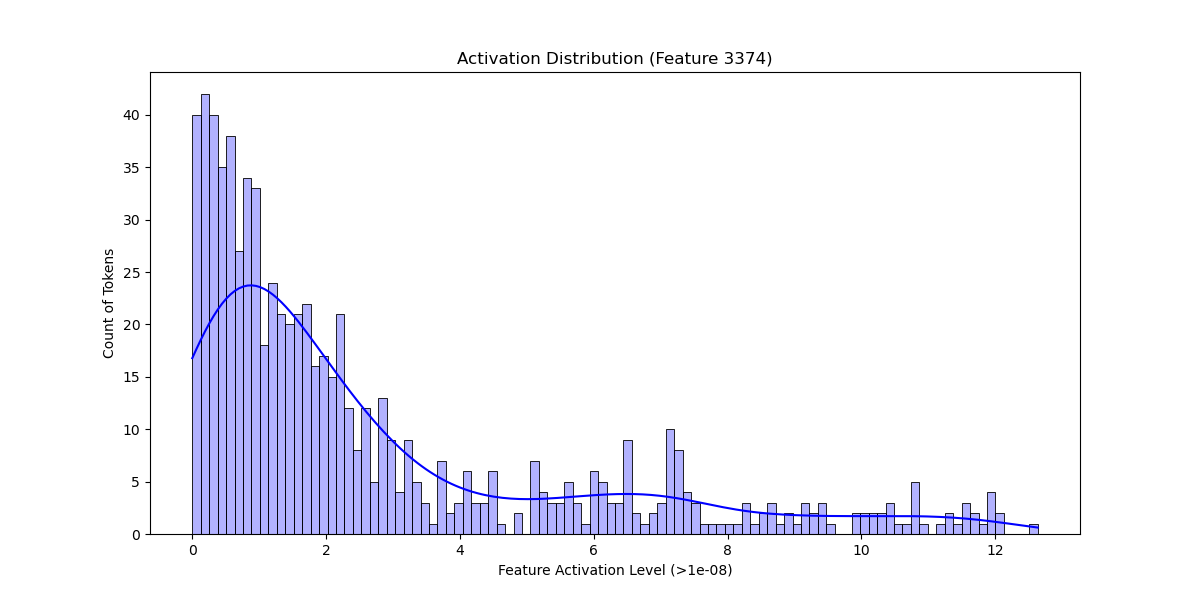 Activation Distribution (Feature 3374)
Count of Tokens
40
35
30
25
20
15
10
5
0
0 2 4 6 8 10 12
Feature Activation Level (>1e-08)